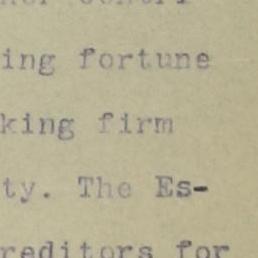 ing fortune
king firm
ty. The Es-
reditors for